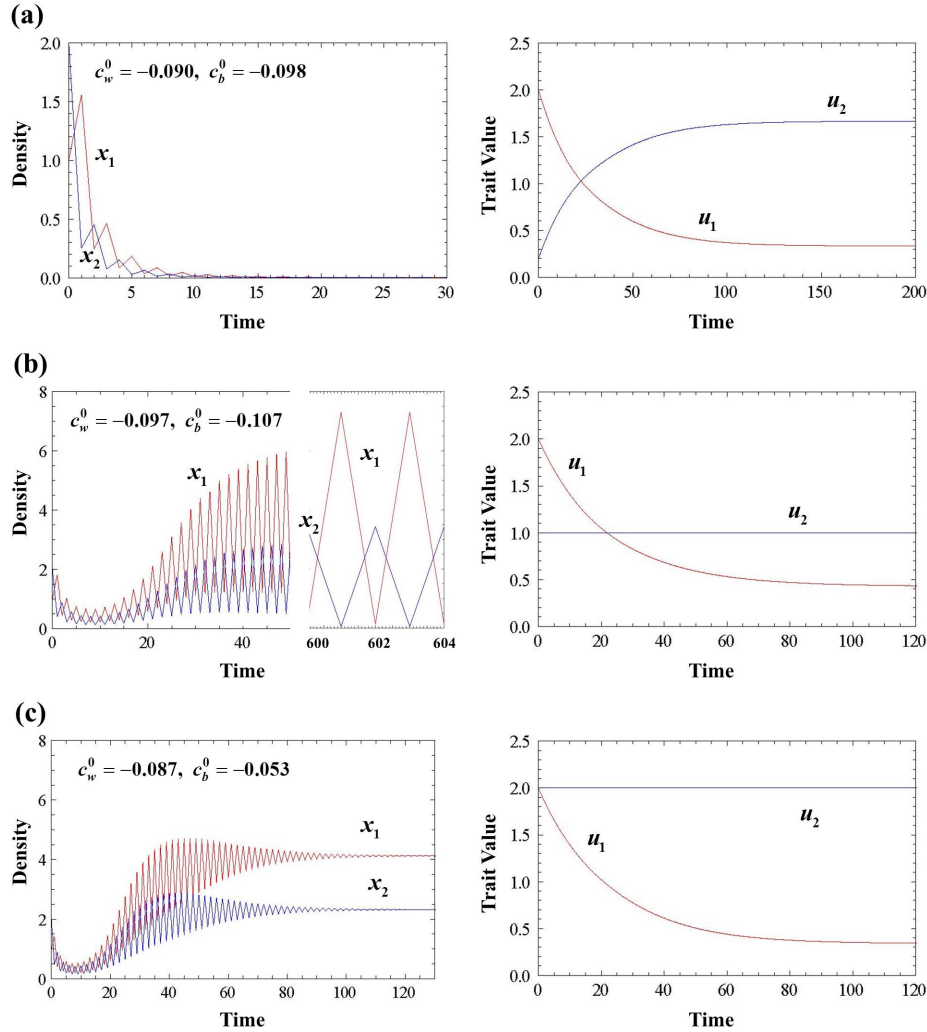 (a)
2.0
1.5
1.0
0.5
0.0
Density
c_w^0 = −0.090, c_b^0 = −0.098
x_1
x_2
0 5 10 15 20 25 30
Time
2.5
2.0
1.5
1.0
0.5
0.0
Trait Value
u_2
u_1
0 50 100 150 200
Time
(b)
8
6
4
2
0
Density
c_w^0 = −0.097, c_b^0 = −0.107
x_1
x_1
x_2
0 20 40 600 602 604
Time
2.5
2.0
1.5
1.0
0.5
0.0
Trait Value
u_1
u_2
0 20 40 60 80 100 120
Time
(c)
8
6
4
2
0
Density
c_w^0 = −0.087, c_b^0 = −0.053
x_1
x_2
0 20 40 60 80 100 120
Time
2.5
2.0
1.5
1.0
0.5
0.0
Trait Value
u_2
u_1
0 20 40 60 80 100 120
Time